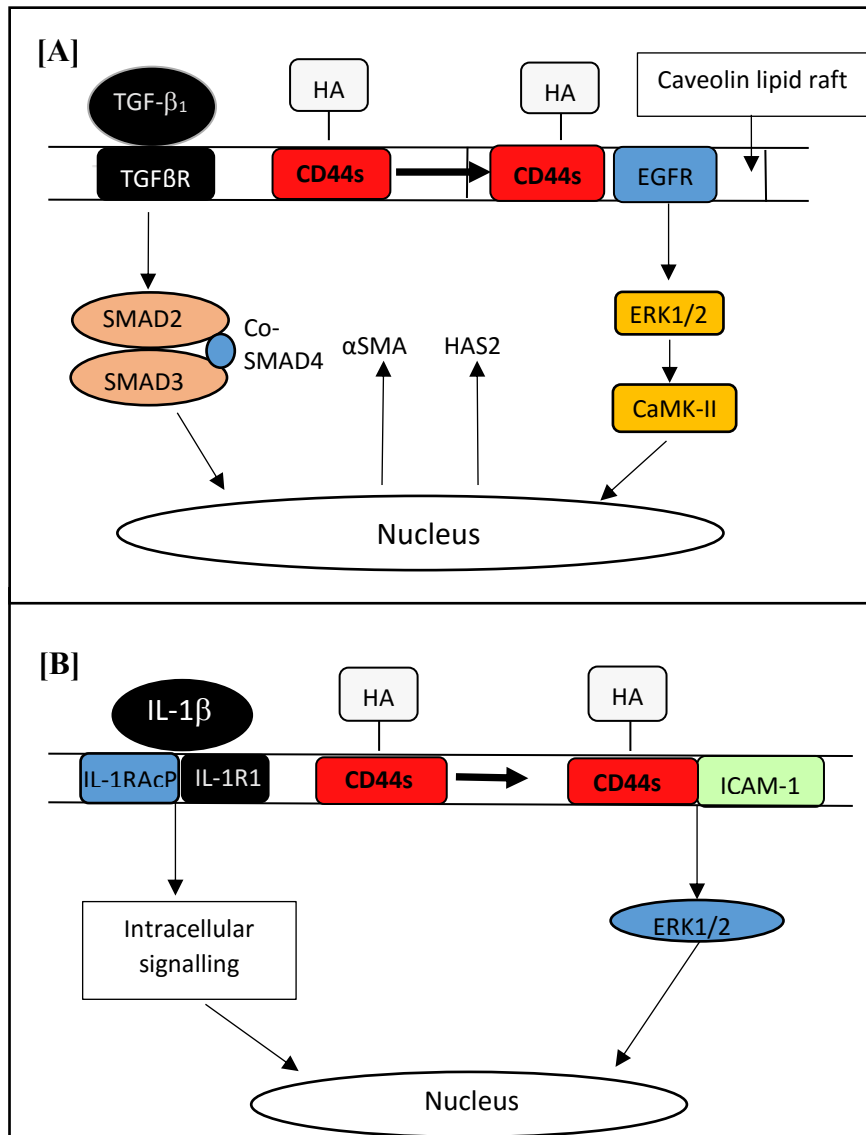 [A]
TGF-β₁
HA
HA
Caveolin lipid raft
TGFßR
CD44s
CD44s
EGFR
SMAD2
SMAD3
Co-
SMAD4
αSMA
HAS2
ERK1/2
CaMK-II
Nucleus
[B]
IL-1β
HA
HA
IL-1RAcP
IL-1R1
CD44s
CD44s
ICAM-1
Intracellular
signalling
ERK1/2
Nucleus